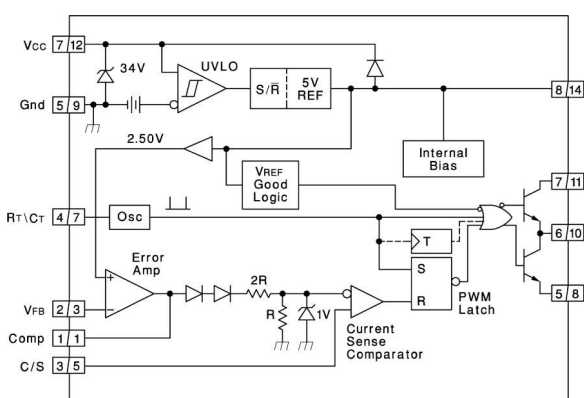 Vcc 7 12
34V
UVLO
S/R̅
5V
REF
8 14
Gnd 5 9
2.50V
VREF
Good
Logic
Internal
Bias
7 11
RT\CT 4 7
Osc
T
6 10
Error
Amp
S
R
PWM
Latch
5 8
2R
R
1V
+
−
VFB 2 3
Comp 1 1
C/S 3 5
Current
Sense
Comparator